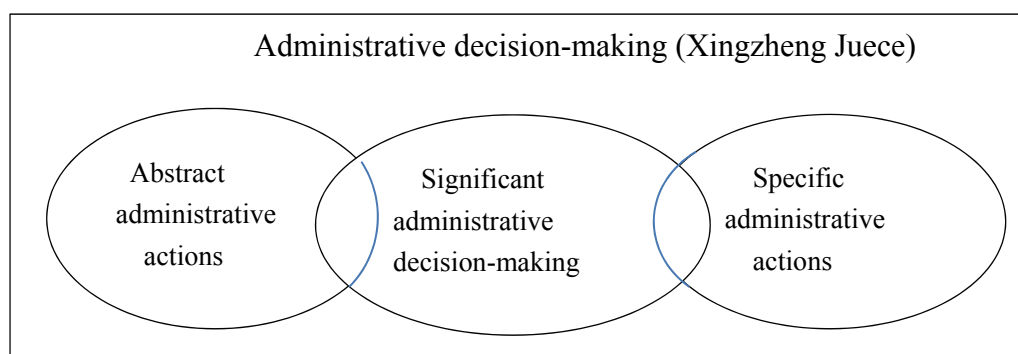 Administrative decision-making (Xingzheng Juece)
Abstract
administrative
actions
Significant
administrative
decision-making
Specific
administrative
actions